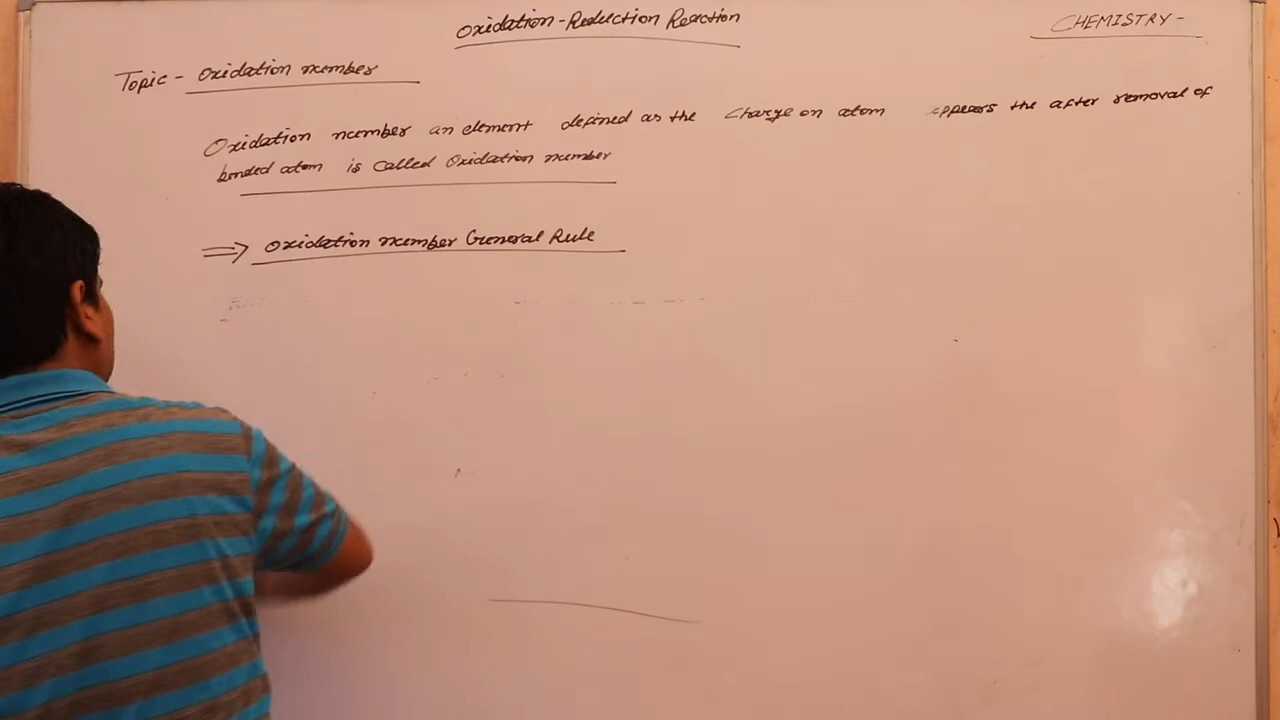 Oxidation-Reduction Reaction
CHEMISTRY-
Topic - Oxidation number
Oxidation number an element defined as the charge on atom appears the after removal of
bonded atom is called Oxidation number
⇒ Oxidation number General Rule